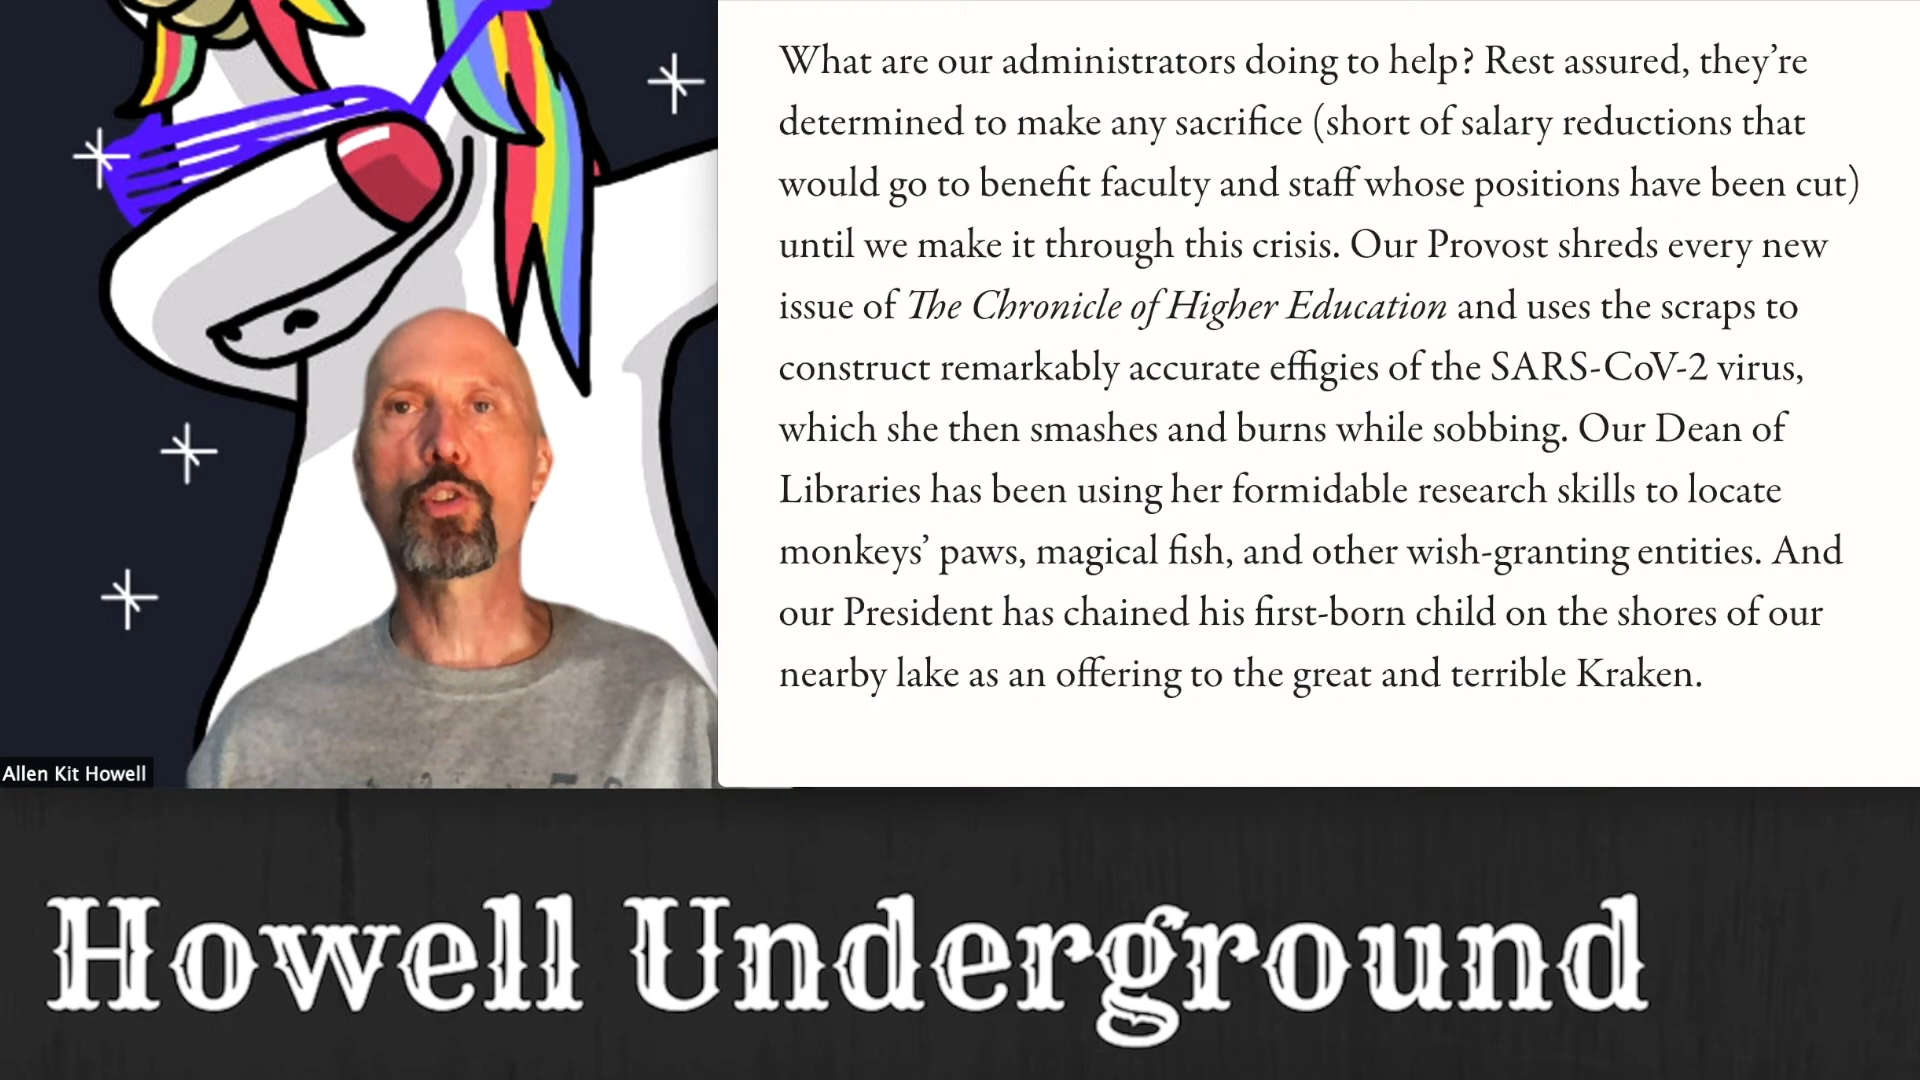 What are our administrators doing to help? Rest assured, they’re
determined to make any sacrifice (short of salary reductions that
would go to benefit faculty and staff whose positions have been cut)
until we make it through this crisis. Our Provost shreds every new
issue of The Chronicle of Higher Education and uses the scraps to
construct remarkably accurate effigies of the SARS-CoV-2 virus,
which she then smashes and burns while sobbing. Our Dean of
Libraries has been using her formidable research skills to locate
monkeys’ paws, magical fish, and other wish-granting entities. And
our President has chained his first-born child on the shores of our
nearby lake as an offering to the great and terrible Kraken.
Allen Kit Howell
Howell Underground